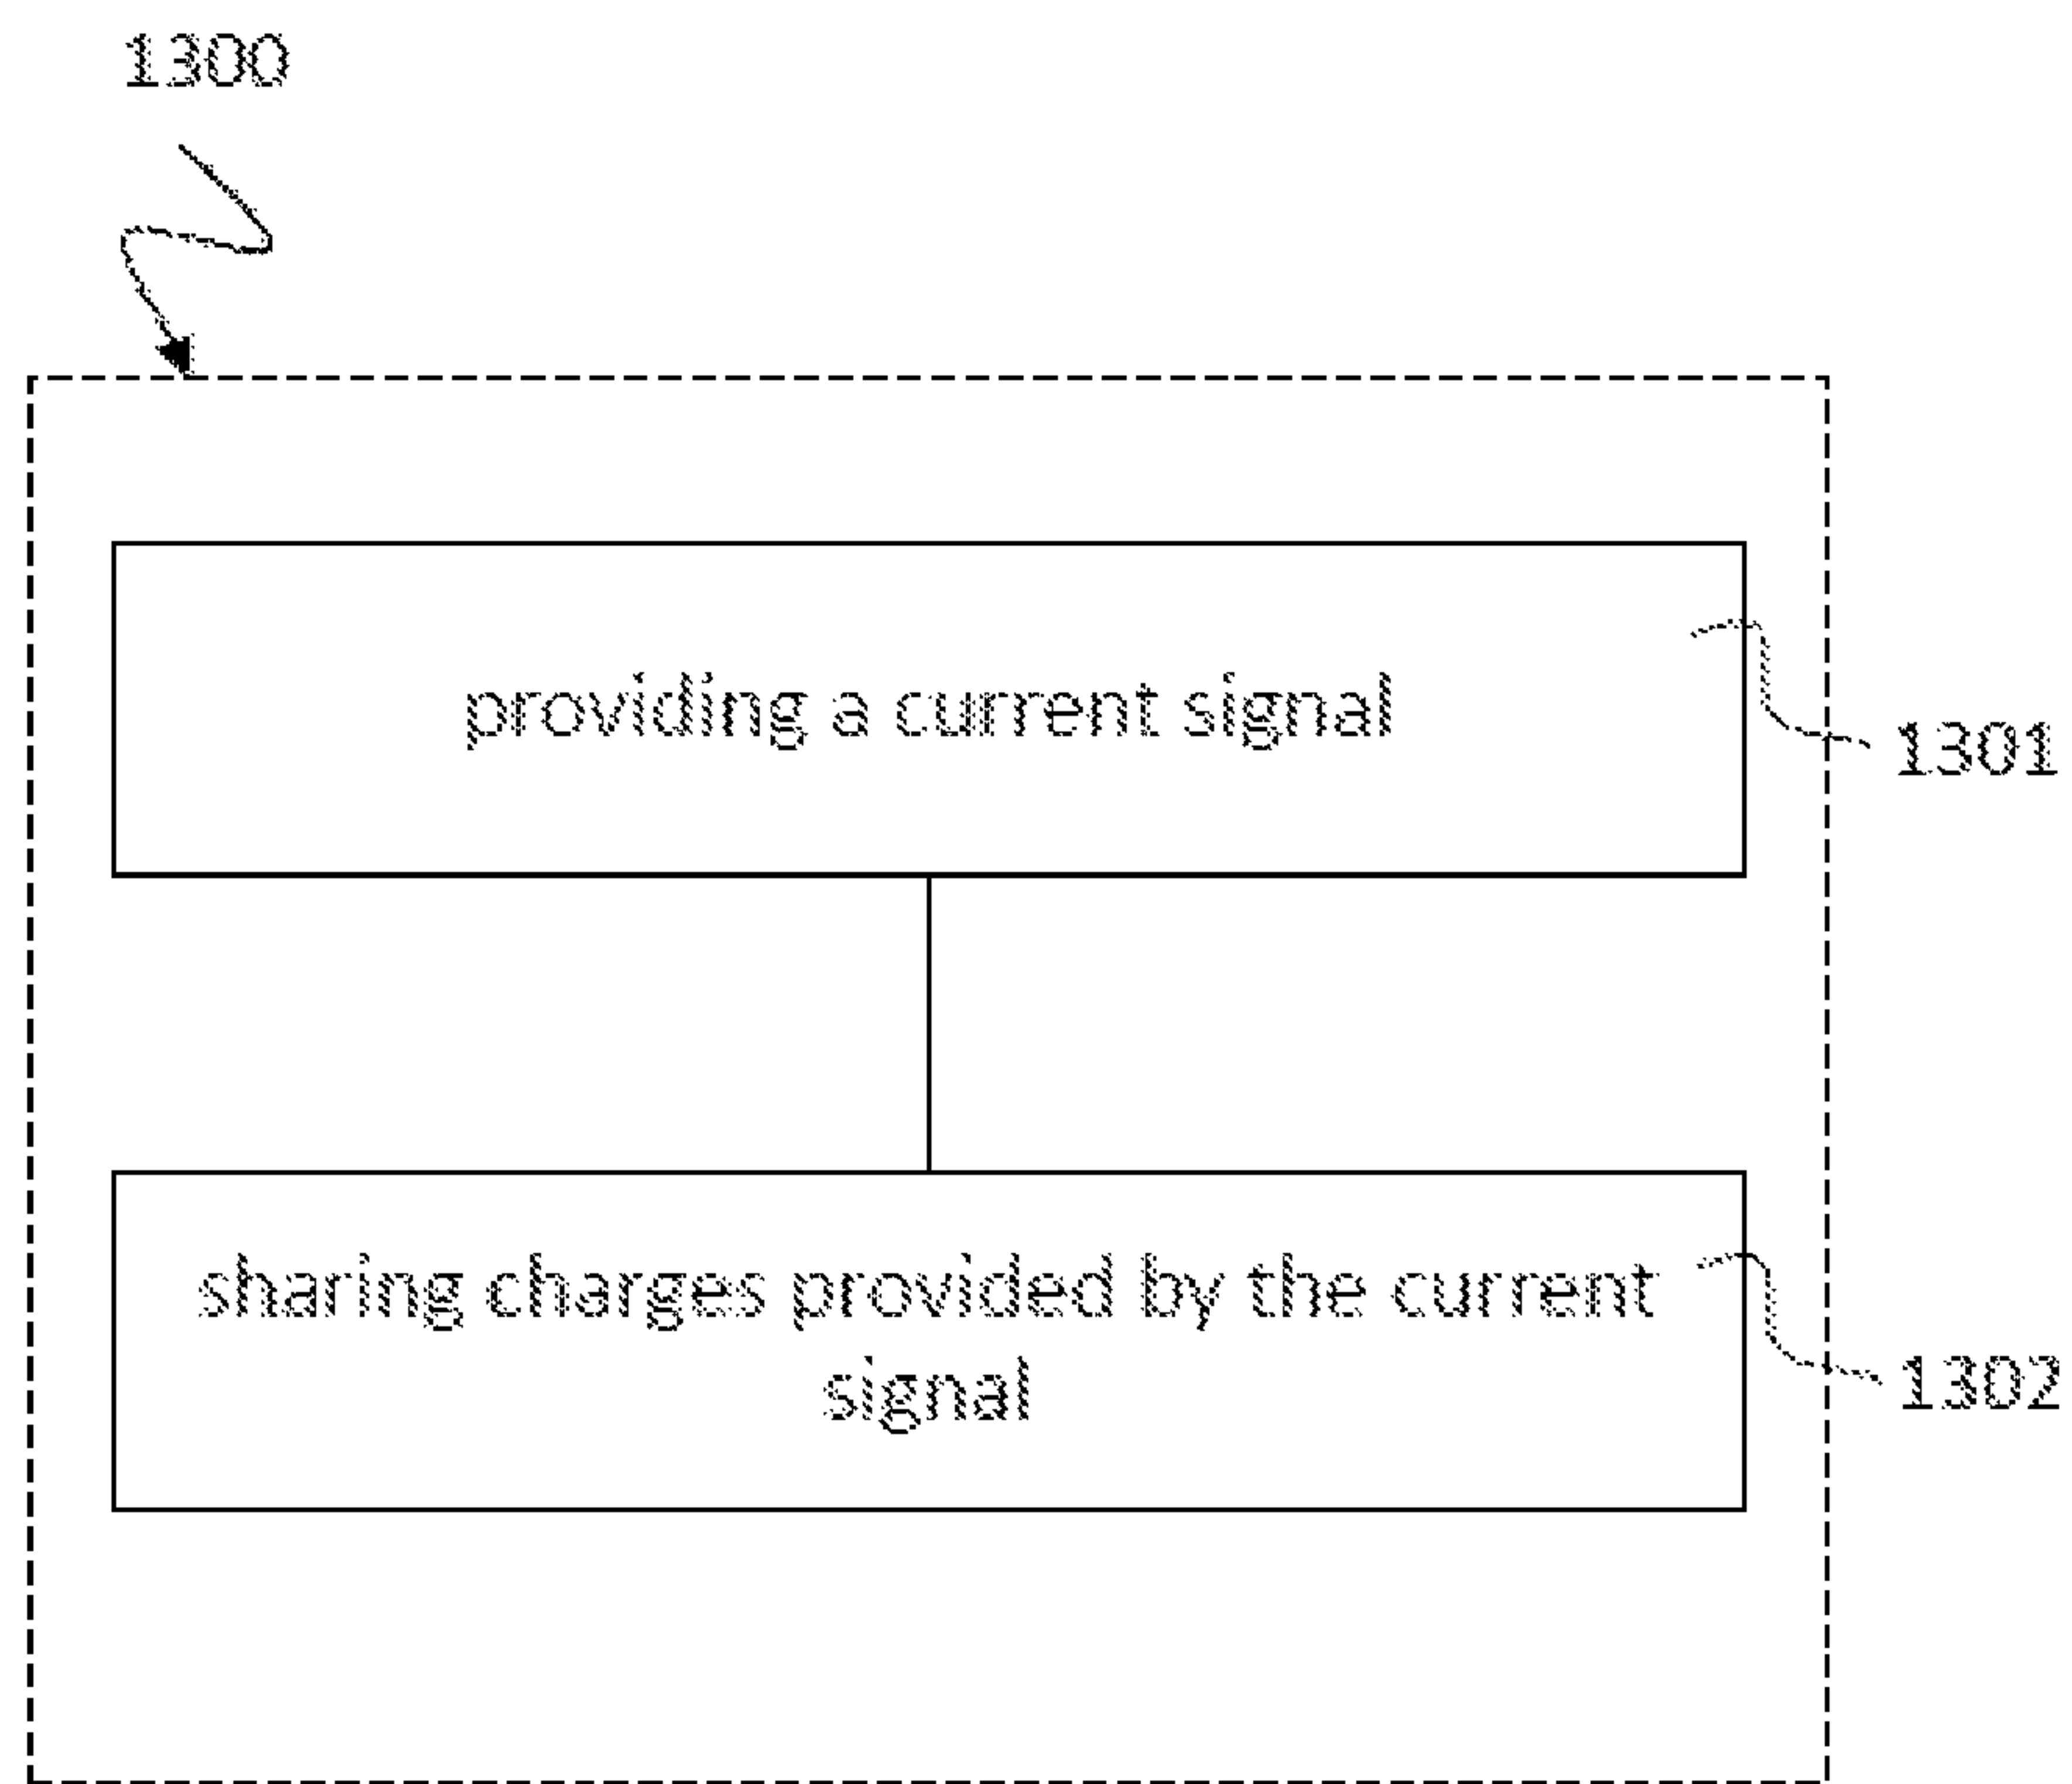 1300
providing a current signal
1301
sharing charges provided by the current
signal
1302